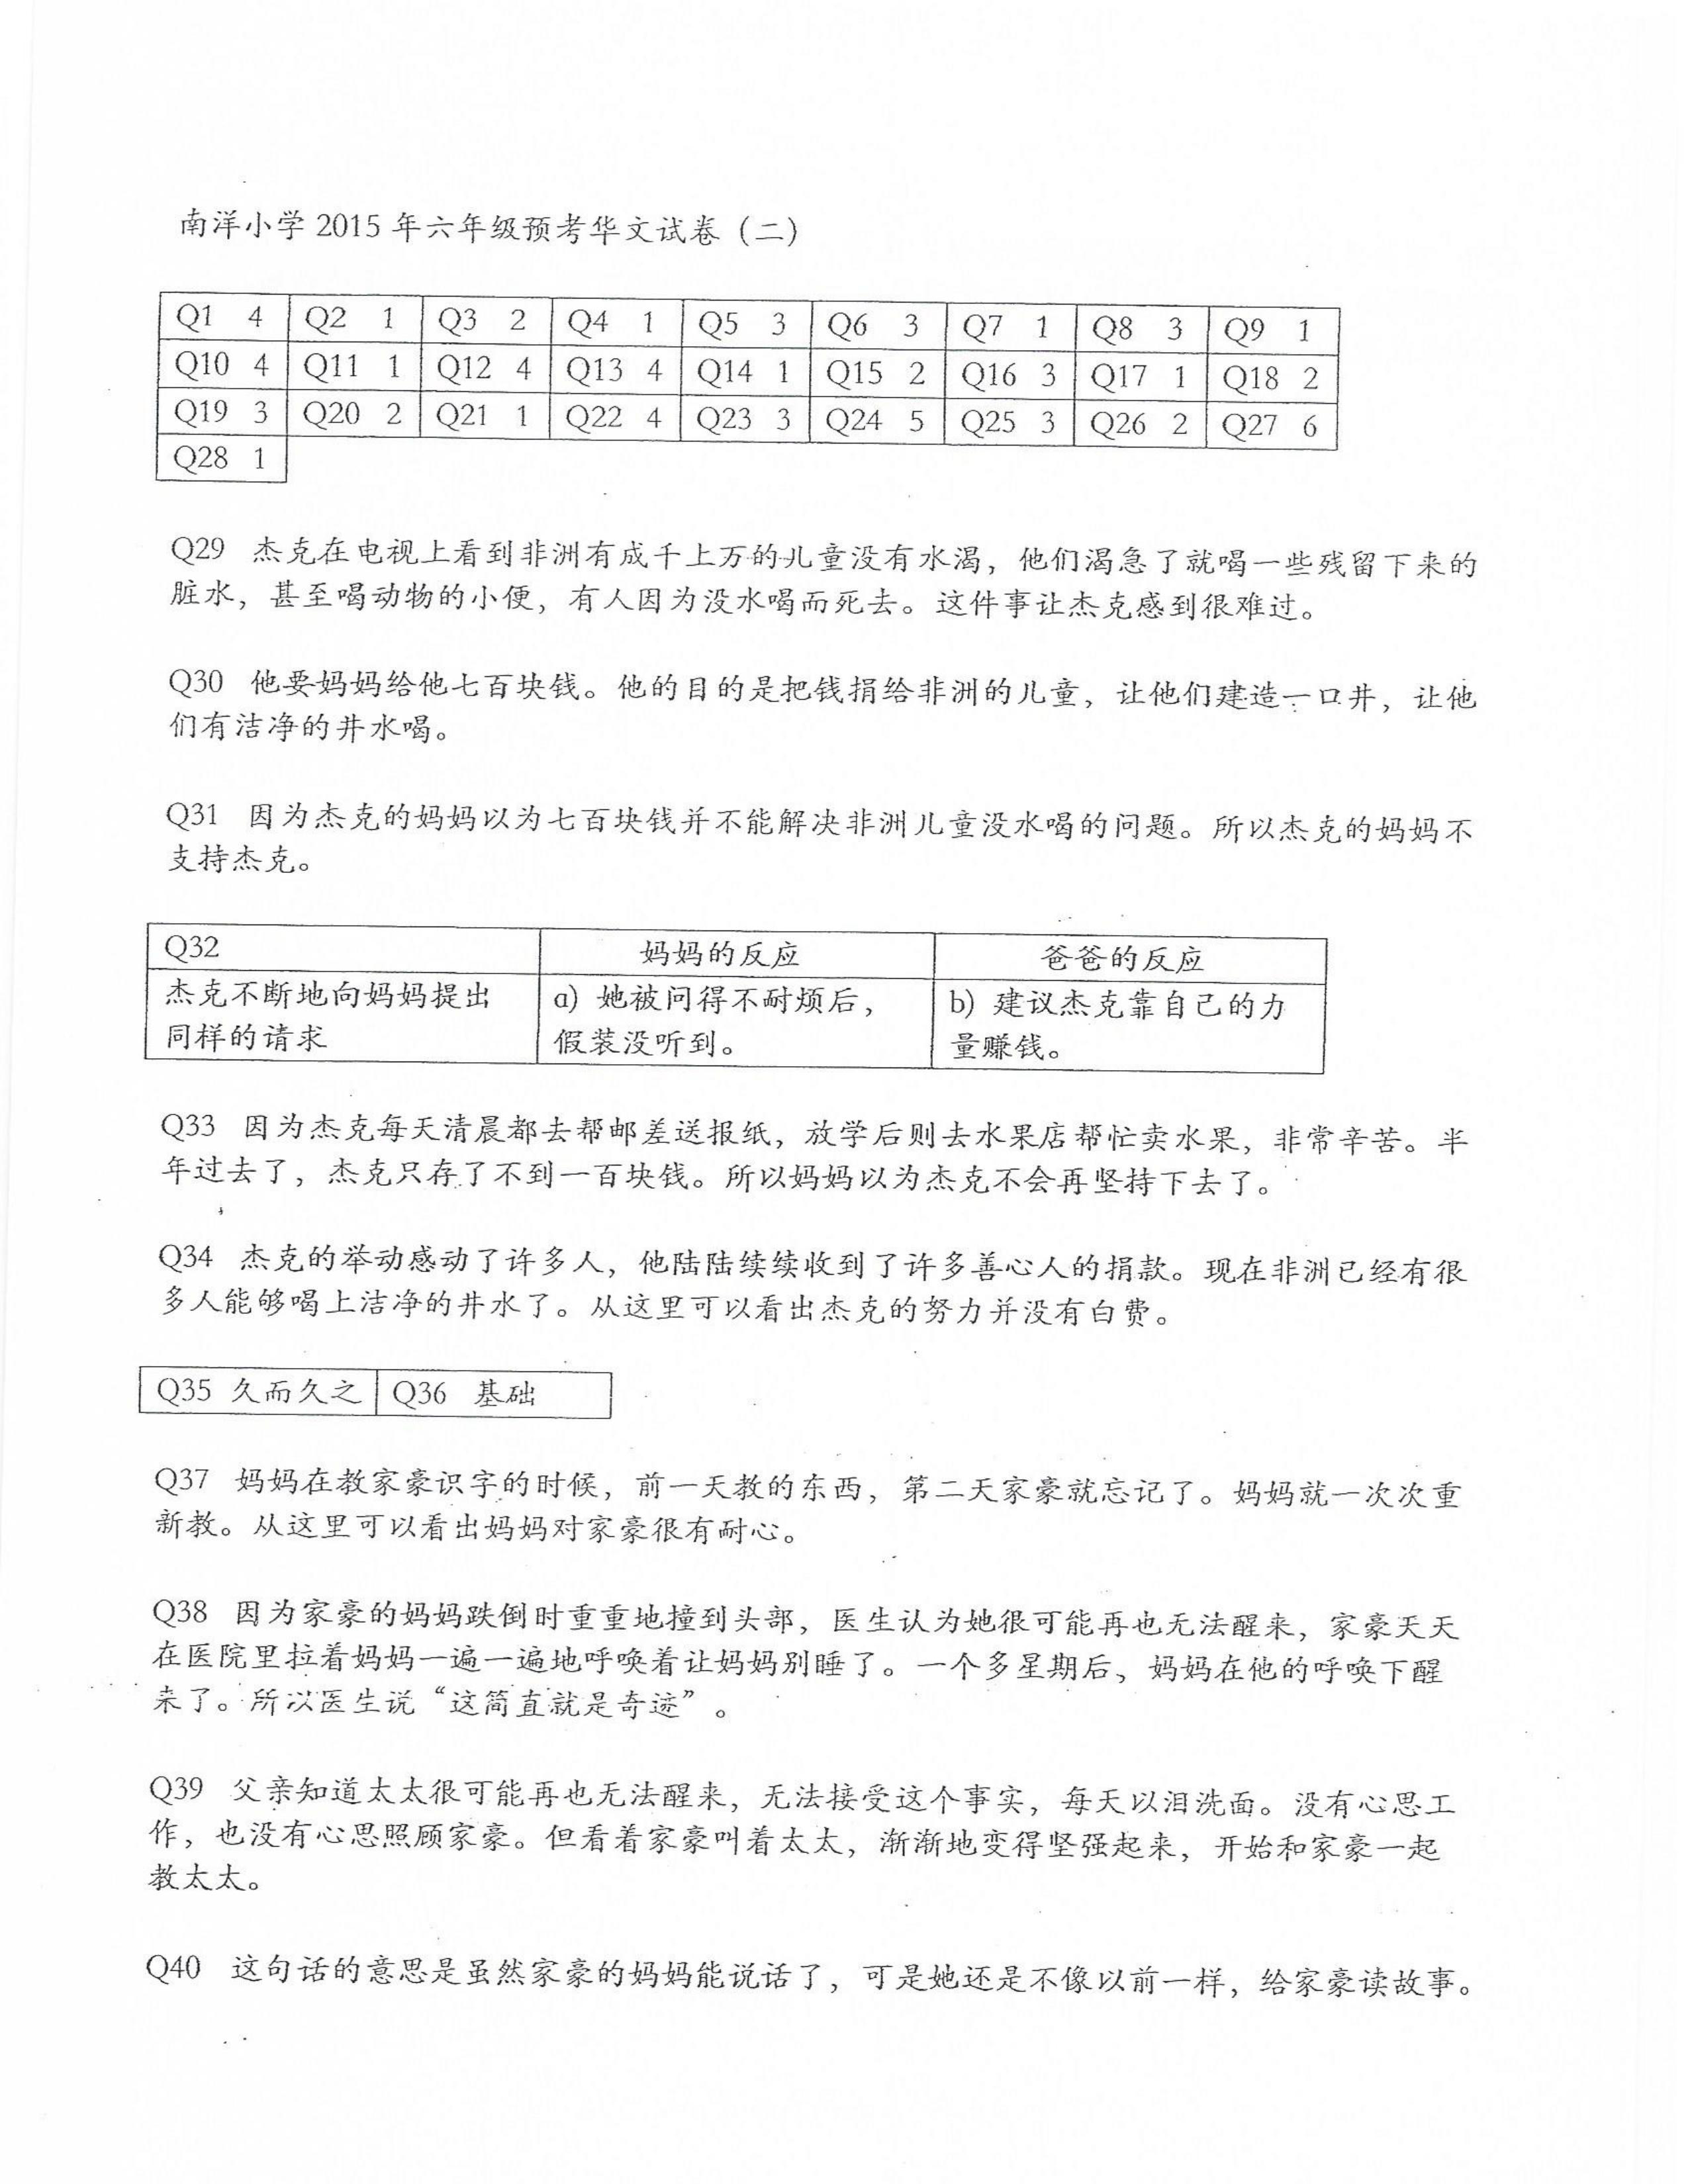 南洋小学 2015 年六年级预考华文试卷（二）
Q1 4 Q2 1 Q3 2 Q4 1 Q5 3 Q6 3 Q7 1 Q8 3 Q9 1
Q10 4 Q11 1 Q12 4 Q13 4 Q14 1 Q15 2 Q16 3 Q17 1 Q18 2
Q19 3 Q20 2 Q21 1 Q22 4 Q23 3 Q24 5 Q25 3 Q26 2 Q27 6
Q28 1
Q29 杰克在电视上看到非洲有成千上万的儿童没有水渴，他们渴急了就喝一些残留下来的
脏水，甚至喝动物的小便，有人因为没水喝而死去。这件事让杰克感到很难过。
Q30 他要妈妈给他七百块钱。他的目的是把钱捐给非洲的儿童，让他们建造一口井，让他
们有洁净的井水喝。
Q31 因为杰克的妈妈以为七百块钱并不能解决非洲儿童没水喝的问题。所以杰克的妈妈不
支持杰克。
Q32 妈妈的反应 爸爸的反应
杰克不断地向妈妈提出 a) 她被问得不耐烦后， b) 建议杰克靠自己的力
同样的请求 假装没听到。 量赚钱。
Q33 因为杰克每天清晨都去帮邮差送报纸，放学后则去水果店帮忙卖水果，非常辛苦。半
年过去了，杰克只存了不到一百块钱。所以妈妈以为杰克不会再坚持下去了。
Q34 杰克的举动感动了许多人，他陆陆续续收到了许多善心人的捐款。现在非洲已经有很
多人能够喝上洁净的井水了。从这里可以看出杰克的努力并没有白费。
Q35 久而久之 Q36 基础
Q37 妈妈在教家豪识字的时候，前一天教的东西，第二天家豪就忘记了。妈妈就一次次重
新教。从这里可以看出妈妈对家豪很有耐心。
Q38 因为家豪的妈妈跌倒时重重地撞到头部，医生认为她很可能再也无法醒来，家豪天天
在医院里拉着妈妈一遍一遍地呼唤着让妈妈别睡了。一个多星期后，妈妈在他的呼唤下醒
来了。所以医生说“这简直就是奇迹”。
Q39 父亲知道太太很可能再也无法醒来，无法接受这个事实，每天以泪洗面。没有心思工
作，也没有心思照顾家豪。但看着家豪叫着太太，渐渐地变得坚强起来，开始和家豪一起
教太太。
Q40 这句话的意思是虽然家豪的妈妈能说话了，可是她还是不像以前一样，给家豪读故事。